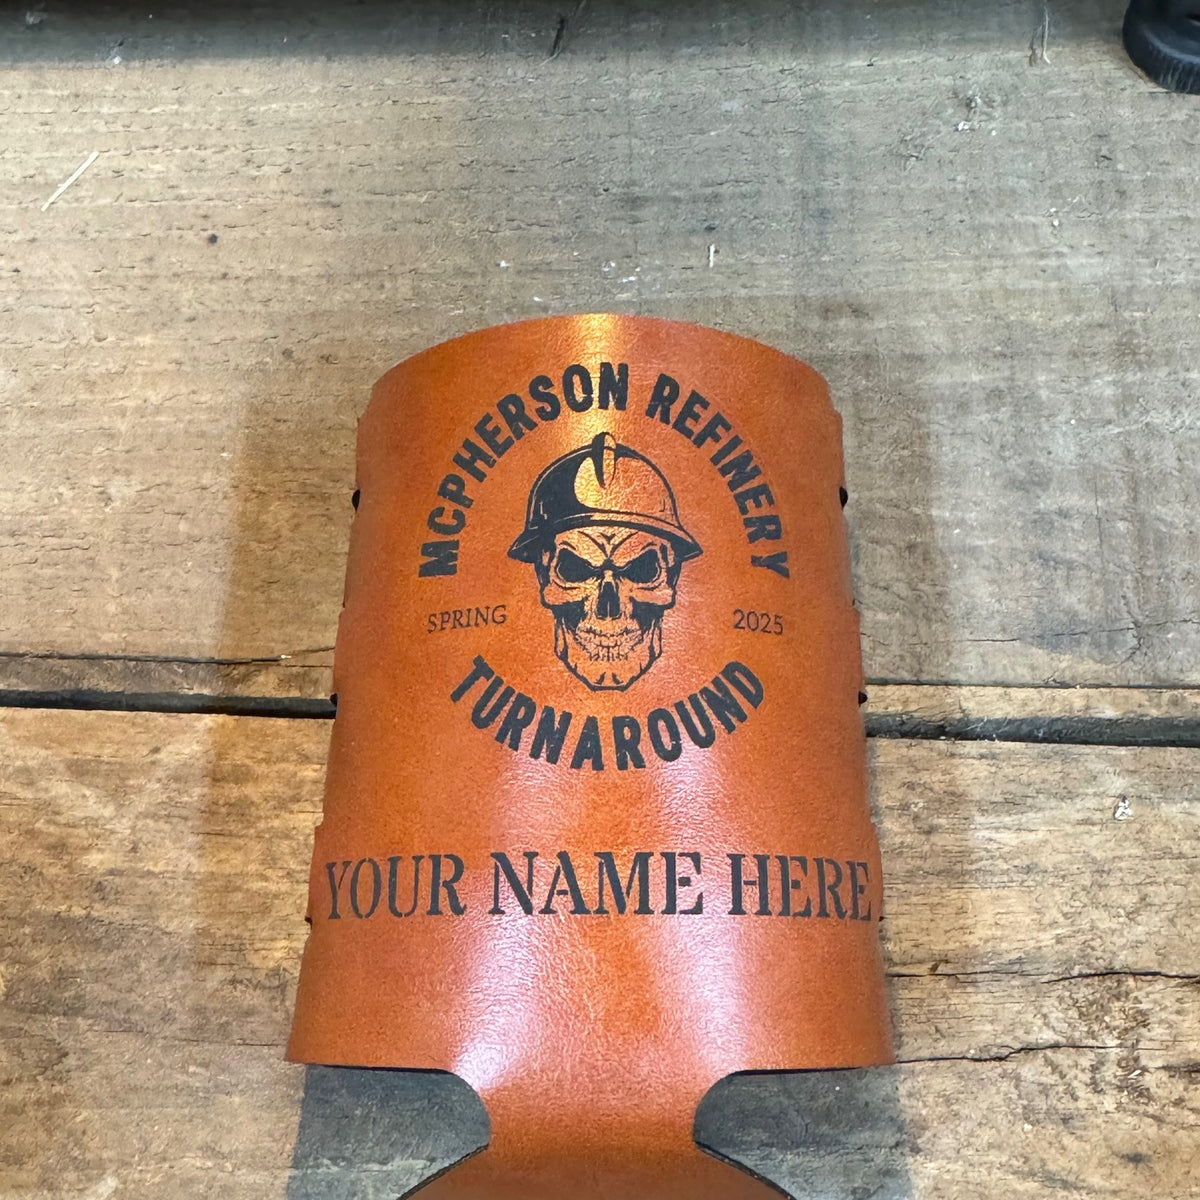 MCPHERSON REFINERY
SPRING 2025
TURNAROUND
YOUR NAME HERE